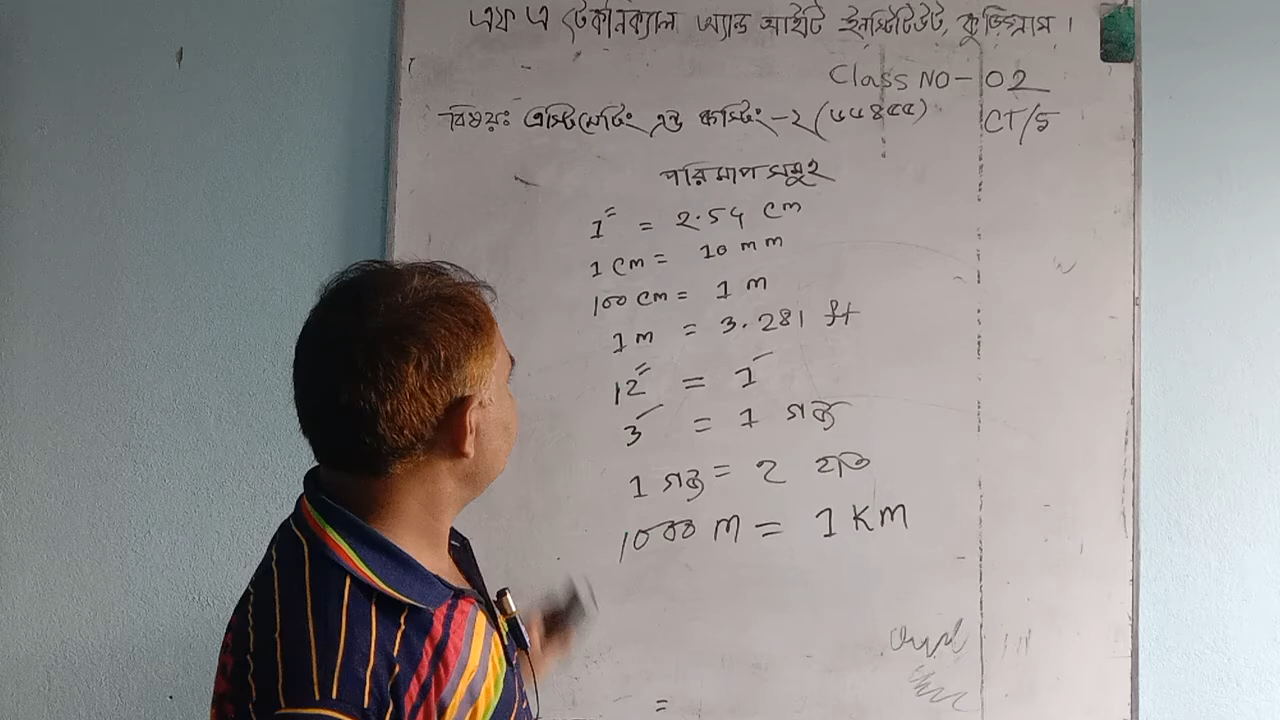 এফ এ টেকনিক্যাল অ্যান্ড আইটি ইনস্টিটিউট, কুড়িগ্রাম।
Class NO - 02
বিষয়ঃ এস্টিমেটিং এন্ড কস্টিং -২ (৬৬৪৫৫) CT/5
পরিমাপ সমূহ
1" = 2.54 cm
1 cm = 10 mm
100 cm = 1 m
1 m = 3.281 ft
12" = 1'
3' = 1 গজ
1 গজ = 2 হাত
1000 m = 1 KM
=